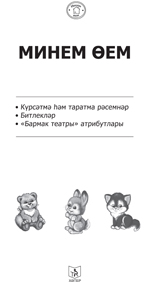 МИНЕМ ӨЕМ
• Күрсәтмә һәм таратма рәсемнәр
• Битлекләр
• «Бармак театры» атрибутлары